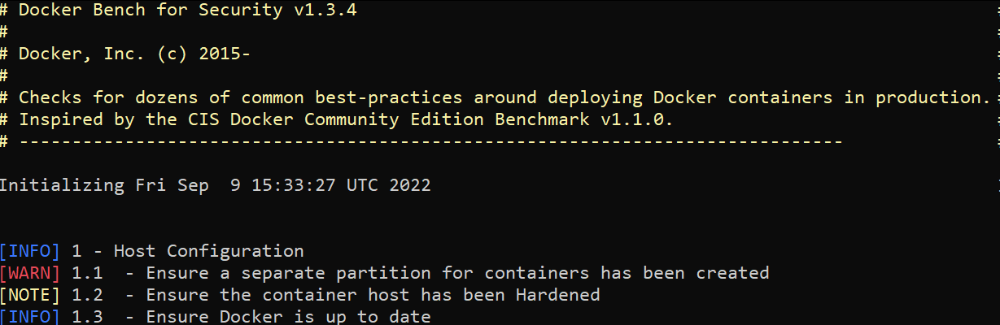 # Docker Bench for Security v1.3.4 #
# #
# Docker, Inc. (c) 2015- #
# #
# Checks for dozens of common best-practices around deploying Docker containers in production. #
# Inspired by the CIS Docker Community Edition Benchmark v1.1.0. #
# ------------------------------------------------------------------------------ #
Initializing Fri Sep  9 15:33:27 UTC 2022
[INFO] 1 - Host Configuration
[WARN] 1.1  - Ensure a separate partition for containers has been created
[NOTE] 1.2  - Ensure the container host has been Hardened
[INFO] 1.3  - Ensure Docker is up to date